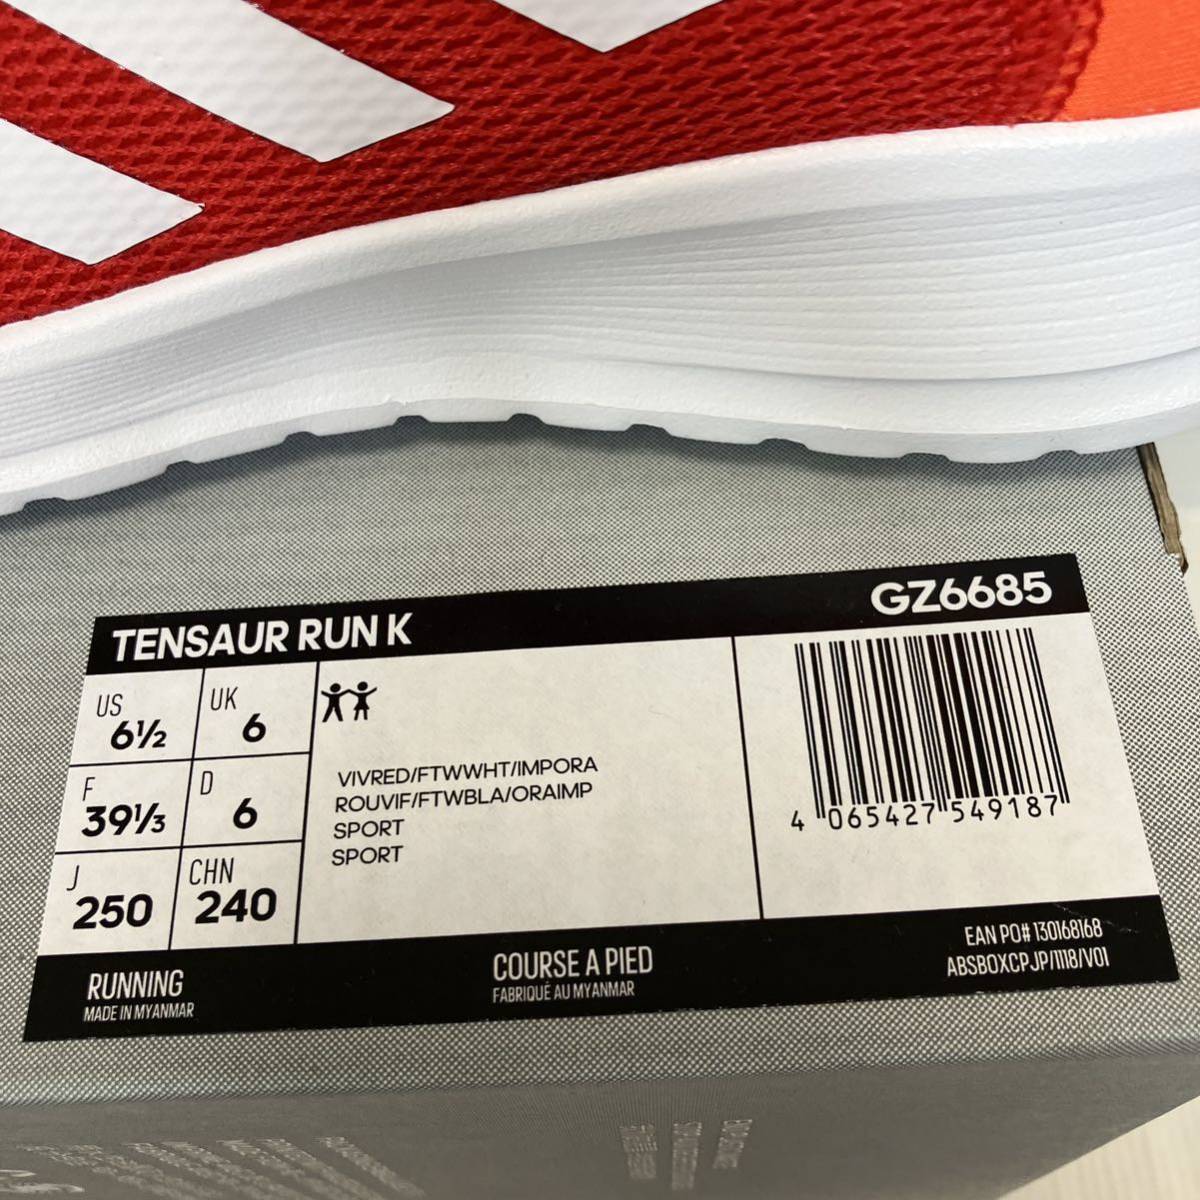 TENSAUR RUN K
GZ6685
US
6½
UK
6
F
39⅓
D
6
J
250
CHN
240
VIVRED/FTWWHT/IMPORA
ROUVIF/FTWBLA/ORAIMP
SPORT
SPORT
4 065427 549187
RUNNING
MADE IN MYANMAR
COURSE A PIED
FABRIQUÉ AU MYANMAR
EAN PO# 130168168
ABSBOXCPJP/1118/V01